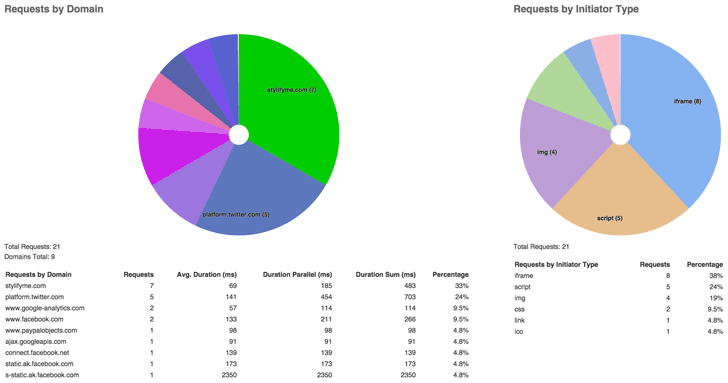 Requests by Domain
stylifyme.com (7)
platform.twitter.com (5)
Total Requests: 21
Domains Total: 9
Requests by Domain Requests Avg. Duration (ms) Duration Parallel (ms) Duration Sum (ms) Percentage
stylifyme.com 7 69 185 483 33%
platform.twitter.com 5 141 454 703 24%
www.google-analytics.com 2 57 114 114 9.5%
www.facebook.com 2 133 211 266 9.5%
www.paypalobjects.com 1 98 98 98 4.8%
ajax.googleapis.com 1 91 91 91 4.8%
connect.facebook.net 1 139 139 139 4.8%
static.ak.facebook.com 1 173 173 173 4.8%
s-static.ak.facebook.com 1 2350 2350 2350 4.8%
Requests by Initiator Type
iframe (8)
img (4)
script (5)
Total Requests: 21
Requests by Initiator Type Requests Percentage
iframe 8 38%
script 5 24%
img 4 19%
css 2 9.5%
link 1 4.8%
ico 1 4.8%